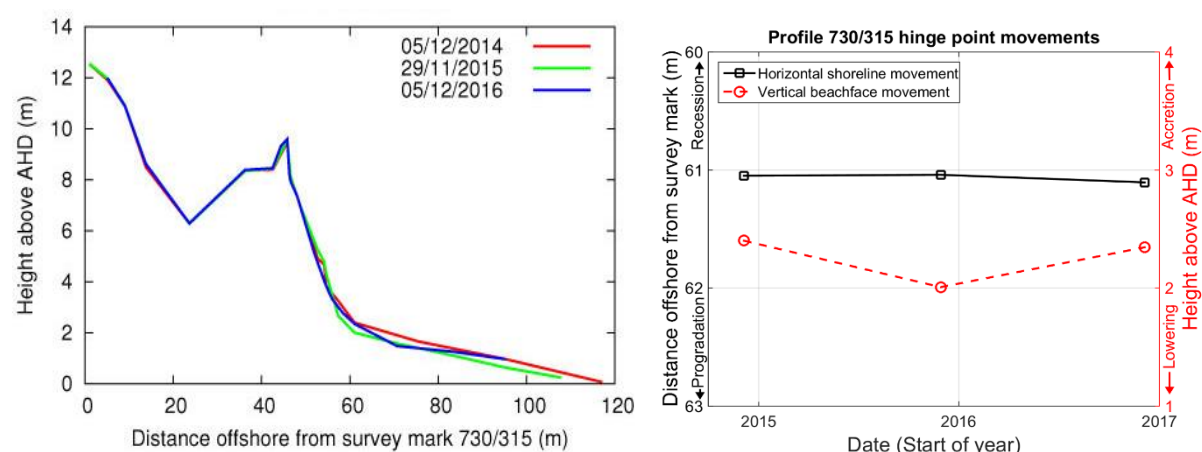 14
12
10
8
6
4
2
0
Height above AHD (m)
05/12/2014
29/11/2015
05/12/2016
0 20 40 60 80 100 120
Distance offshore from survey mark 730/315 (m)
Profile 730/315 hinge point movements
Horizontal shoreline movement
Vertical beachface movement
60
61
62
63
Distance offshore from survey mark (m)
Recession
Progradation
4
3
2
1
Accretion
Lowering
Height above AHD (m)
2015 2016 2017
Date (Start of year)